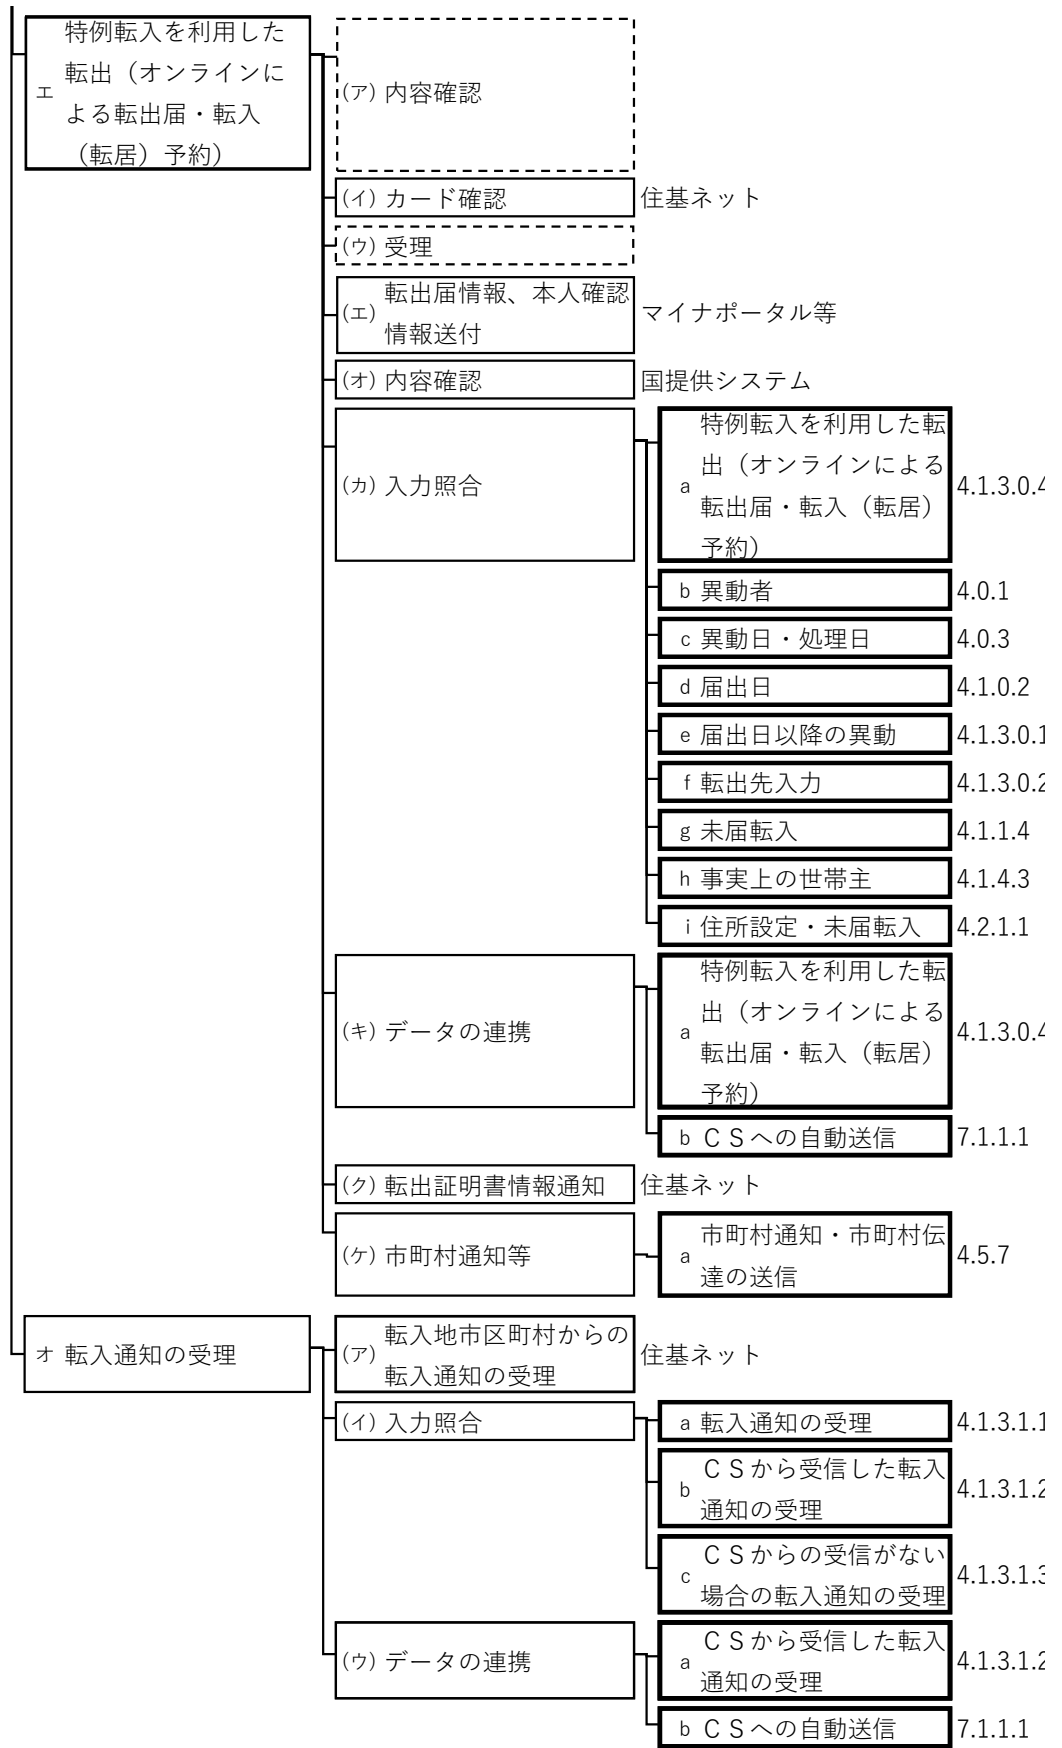 エ
特例転入を利用した
転出（オンラインに
よる転出届・転入
（転居）予約）
(ア) 内容確認
(イ) カード確認 住基ネット
(ウ) 受理
(エ)
転出届情報、本人確認
情報送付
マイナポータル等
(オ) 内容確認 国提供システム
(カ) 入力照合
a
特例転入を利用した転
出（オンラインによる
転出届・転入（転居）
予約）
4.1.3.0.4
b 異動者 4.0.1
c 異動日・処理日 4.0.3
d 届出日 4.1.0.2
e 届出日以降の異動 4.1.3.0.1
f 転出先入力 4.1.3.0.2
g 未届転入 4.1.1.4
h 事実上の世帯主 4.1.4.3
i 住所設定・未届転入 4.2.1.1
(キ) データの連携
a
特例転入を利用した転
出（オンラインによる
転出届・転入（転居）
予約）
4.1.3.0.4
b ＣＳへの自動送信 7.1.1.1
(ク) 転出証明書情報通知 住基ネット
(ケ) 市町村通知等
a
市町村通知・市町村伝
達の送信
4.5.7
オ 転入通知の受理
(ア)
転入地市区町村からの
転入通知の受理
住基ネット
(イ) 入力照合
a 転入通知の受理 4.1.3.1.1
b
ＣＳから受信した転入
通知の受理
4.1.3.1.2
c
ＣＳからの受信がない
場合の転入通知の受理
4.1.3.1.3
(ウ) データの連携
a
ＣＳから受信した転入
通知の受理
4.1.3.1.2
b ＣＳへの自動送信 7.1.1.1